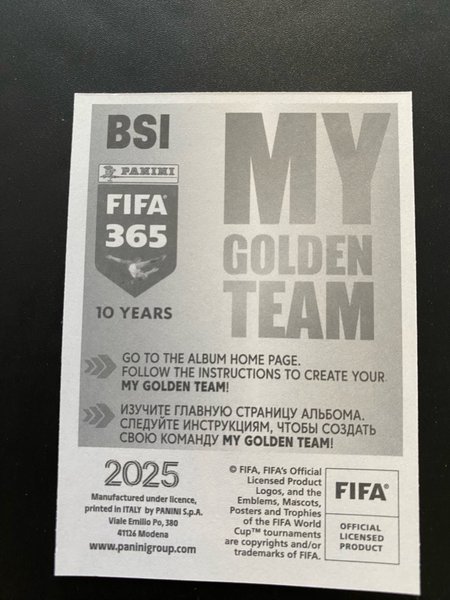 BSI
PANINI
FIFA
365
10 YEARS
MY
GOLDEN
TEAM
GO TO THE ALBUM HOME PAGE.
FOLLOW THE INSTRUCTIONS TO CREATE YOUR
MY GOLDEN TEAM!
ИЗУЧИТЕ ГЛАВНУЮ СТРАНИЦУ АЛЬБОМА.
СЛЕДУЙТЕ ИНСТРУКЦИЯМ, ЧТОБЫ СОЗДАТЬ
СВОЮ КОМАНДУ MY GOLDEN TEAM!
2025
Manufactured under licence,
printed in ITALY by PANINI S.p.A.
Viale Emilio Po, 380
41126 Modena
www.paninigroup.com
© FIFA, FIFA's Official
Licensed Product
Logos, and the
Emblems, Mascots,
Posters and Trophies
of the FIFA World
Cup™ tournaments
are copyrights and/or
trademarks of FIFA.
FIFA®
OFFICIAL
LICENSED
PRODUCT